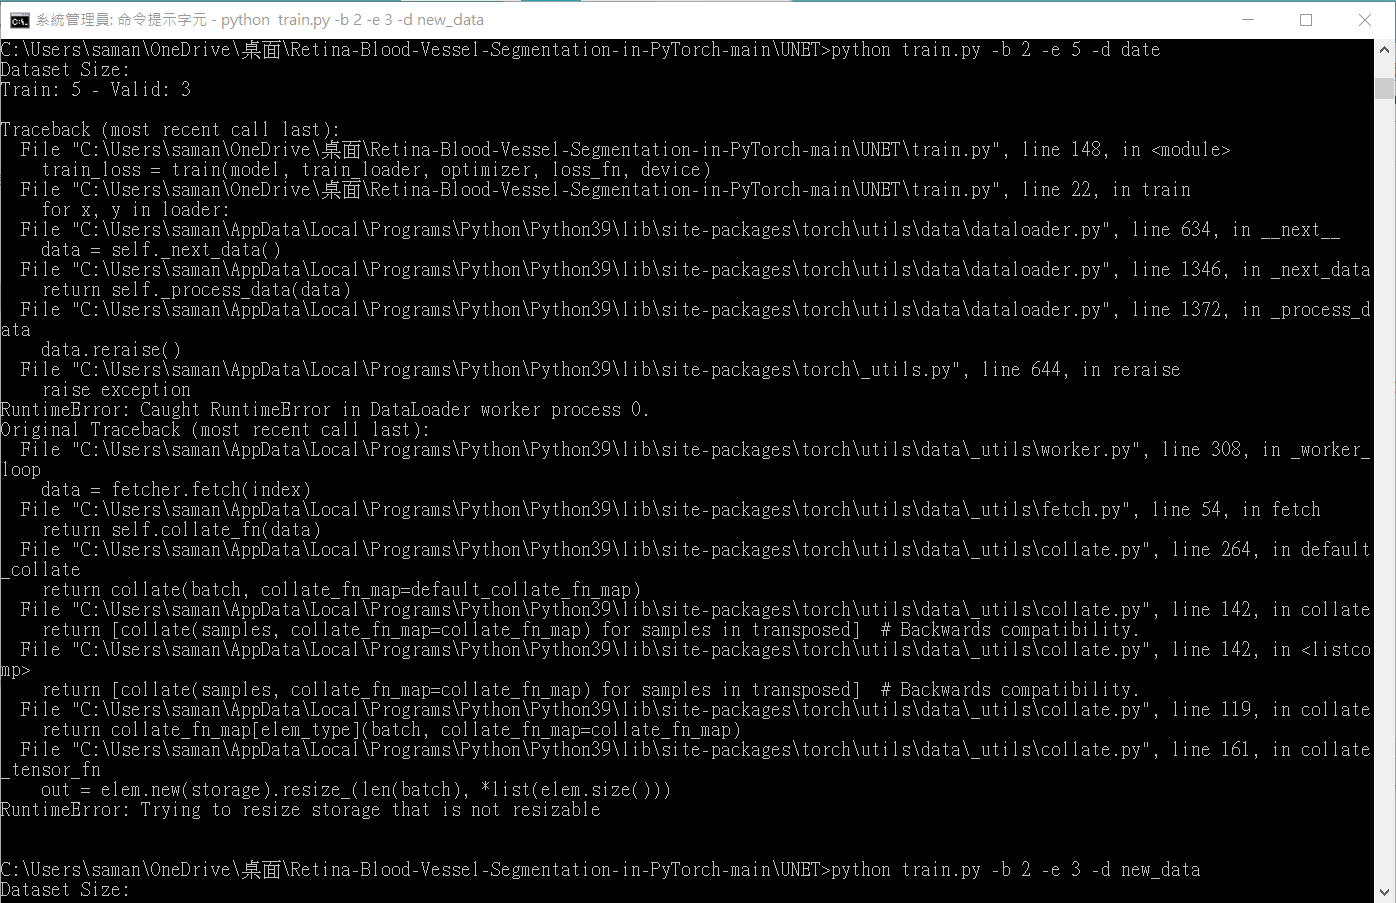 系統管理員: 命令提示字元 - python  train.py -b 2 -e 3 -d new_data
C:\Users\saman\OneDrive\桌面\Retina-Blood-Vessel-Segmentation-in-PyTorch-main\UNET>python train.py -b 2 -e 5 -d date
Dataset Size:
Train: 5 - Valid: 3
Traceback (most recent call last):
  File "C:\Users\saman\OneDrive\桌面\Retina-Blood-Vessel-Segmentation-in-PyTorch-main\UNET\train.py", line 148, in <module>
    train_loss = train(model, train_loader, optimizer, loss_fn, device)
  File "C:\Users\saman\OneDrive\桌面\Retina-Blood-Vessel-Segmentation-in-PyTorch-main\UNET\train.py", line 22, in train
    for x, y in loader:
  File "C:\Users\saman\AppData\Local\Programs\Python\Python39\lib\site-packages\torch\utils\data\dataloader.py", line 634, in __next__
    data = self._next_data()
  File "C:\Users\saman\AppData\Local\Programs\Python\Python39\lib\site-packages\torch\utils\data\dataloader.py", line 1346, in _next_data
    return self._process_data(data)
  File "C:\Users\saman\AppData\Local\Programs\Python\Python39\lib\site-packages\torch\utils\data\dataloader.py", line 1372, in _process_d
ata
    data.reraise()
  File "C:\Users\saman\AppData\Local\Programs\Python\Python39\lib\site-packages\torch\_utils.py", line 644, in reraise
    raise exception
RuntimeError: Caught RuntimeError in DataLoader worker process 0.
Original Traceback (most recent call last):
  File "C:\Users\saman\AppData\Local\Programs\Python\Python39\lib\site-packages\torch\utils\data\_utils\worker.py", line 308, in _worker_
loop
    data = fetcher.fetch(index)
  File "C:\Users\saman\AppData\Local\Programs\Python\Python39\lib\site-packages\torch\utils\data\_utils\fetch.py", line 54, in fetch
    return self.collate_fn(data)
  File "C:\Users\saman\AppData\Local\Programs\Python\Python39\lib\site-packages\torch\utils\data\_utils\collate.py", line 264, in default
_collate
    return collate(batch, collate_fn_map=default_collate_fn_map)
  File "C:\Users\saman\AppData\Local\Programs\Python\Python39\lib\site-packages\torch\utils\data\_utils\collate.py", line 142, in collate
    return [collate(samples, collate_fn_map=collate_fn_map) for samples in transposed]  # Backwards compatibility.
  File "C:\Users\saman\AppData\Local\Programs\Python\Python39\lib\site-packages\torch\utils\data\_utils\collate.py", line 142, in <listco
mp>
    return [collate(samples, collate_fn_map=collate_fn_map) for samples in transposed]  # Backwards compatibility.
  File "C:\Users\saman\AppData\Local\Programs\Python\Python39\lib\site-packages\torch\utils\data\_utils\collate.py", line 119, in collate
    return collate_fn_map[elem_type](batch, collate_fn_map=collate_fn_map)
  File "C:\Users\saman\AppData\Local\Programs\Python\Python39\lib\site-packages\torch\utils\data\_utils\collate.py", line 161, in collate
_tensor_fn
    out = elem.new(storage).resize_(len(batch), *list(elem.size()))
RuntimeError: Trying to resize storage that is not resizable
C:\Users\saman\OneDrive\桌面\Retina-Blood-Vessel-Segmentation-in-PyTorch-main\UNET>python train.py -b 2 -e 3 -d new_data
Dataset Size: